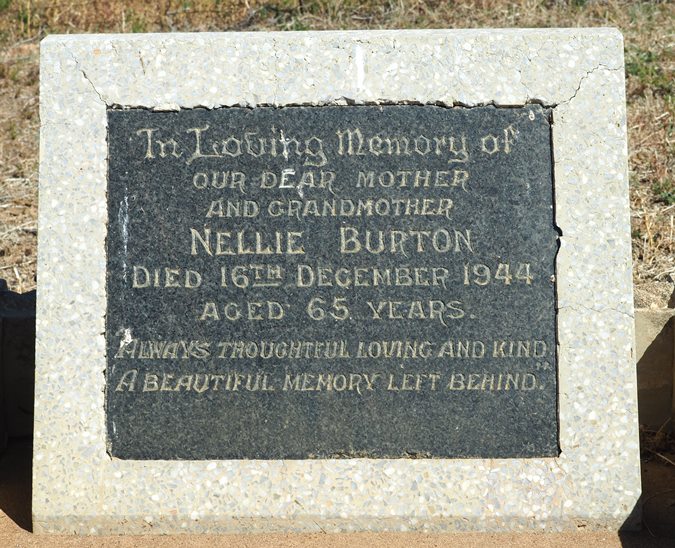 In Loving Memory of
OUR DEAR MOTHER
AND GRANDMOTHER
NELLIE BURTON
DIED 16TH DECEMBER 1944
AGED 65 YEARS.
"ALWAYS THOUGHTFUL LOVING AND KIND
A BEAUTIFUL MEMORY LEFT BEHIND."